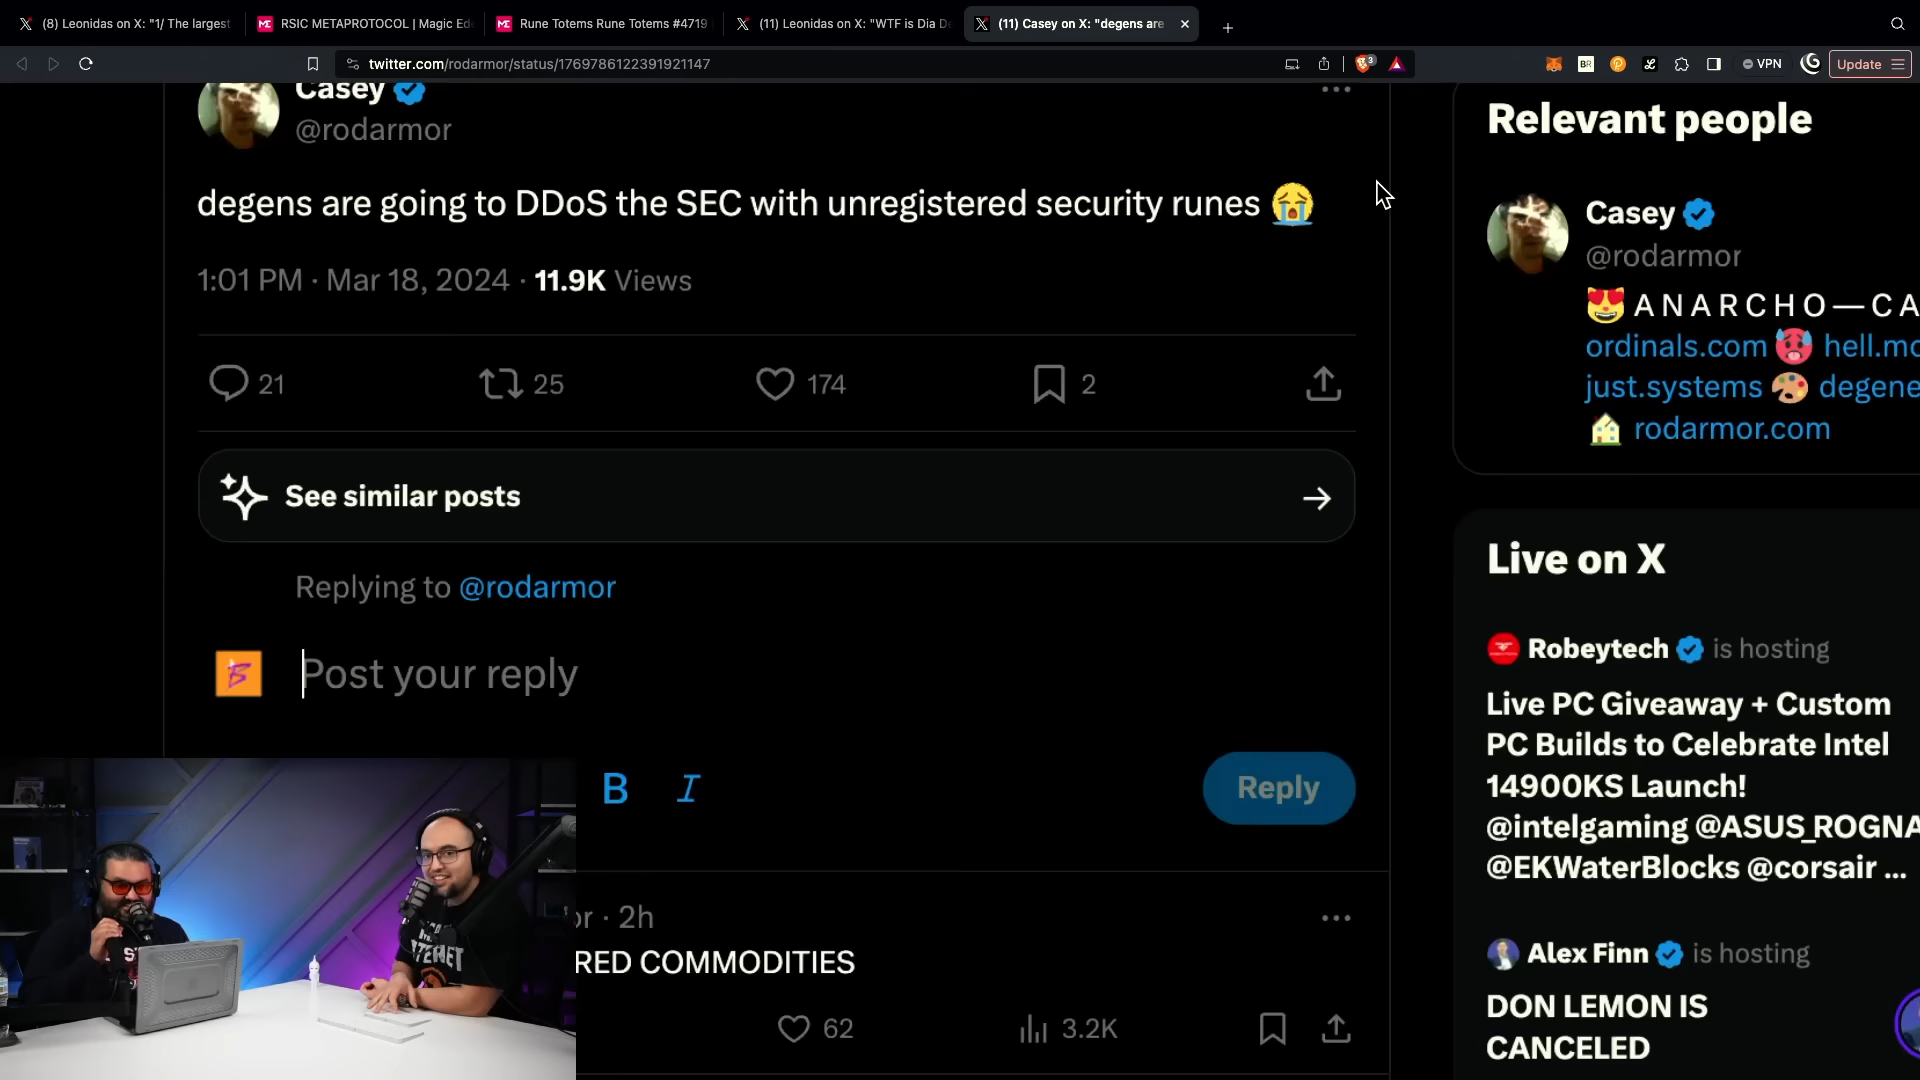 (8) Leonidas on X: "1/ The largest
RSIC METAPROTOCOL | Magic Ed
Rune Totems Rune Totems #4719
(11) Leonidas on X: "WTF is Dia D
(11) Casey on X: "degens are
twitter.com/rodarmor/status/1769786122391921147
3
BR
VPN
Update
Casey
@rodarmor
degens are going to DDoS the SEC with unregistered security runes 😭
1:01 PM · Mar 18, 2024 · 11.9K Views
21
25
174
2
See similar posts
Replying to @rodarmor
B
Post your reply
B I
Reply
or · 2h
RED COMMODITIES
62
3.2K
Relevant people
Casey
@rodarmor
😻 A N A R C H O — C A
ordinals.com 🥵 hell.mo
just.systems 🎨 degene
🏠 rodarmor.com
Live on X
Robeytech is hosting
Live PC Giveaway + Custom
PC Builds to Celebrate Intel
14900KS Launch!
@intelgaming @ASUS_ROGNA
@EKWaterBlocks @corsair ...
Alex Finn is hosting
DON LEMON IS
CANCELED